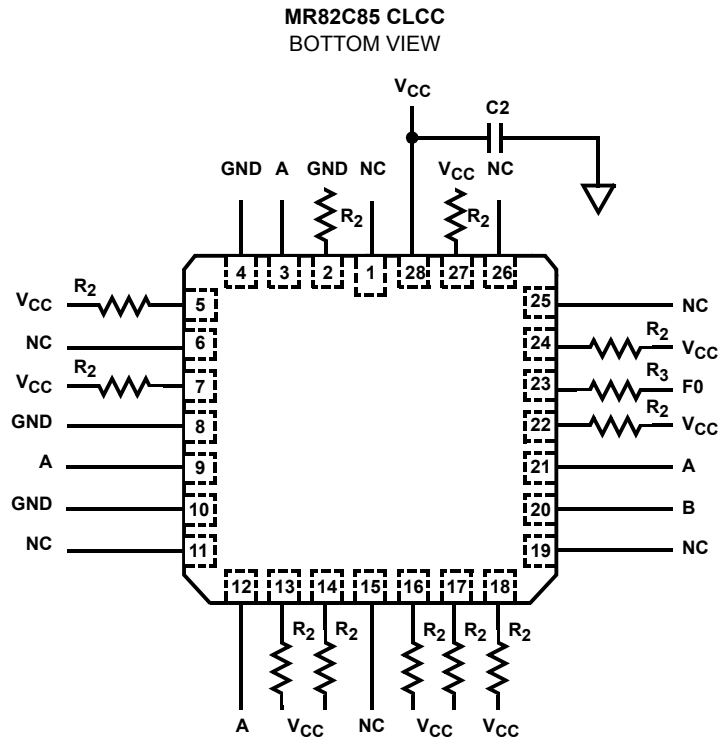 MR82C85 CLCC
BOTTOM VIEW
VCC
C2
GND A GND NC VCC NC
R2 R2
4 3 2 1 28 27 26
VCC R2 5
NC 6
VCC R2 7
GND 8
A 9
GND 10
NC 11
25 NC
24 R2 VCC
23 R3 F0
22 R2 VCC
21 A
20 B
19 NC
12 13 14 15 16 17 18
R2 R2 R2 R2 R2
A VCC NC VCC VCC